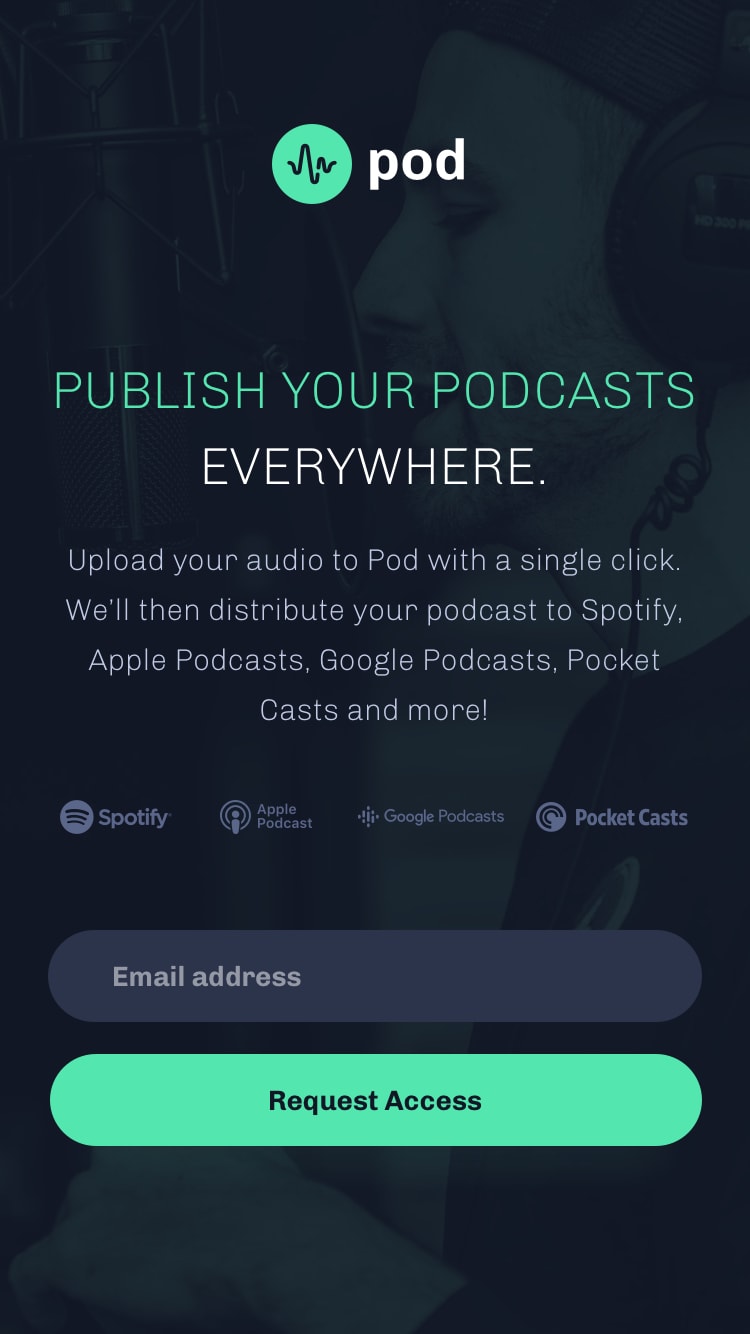 pod
PUBLISH YOUR PODCASTS
EVERYWHERE.
Upload your audio to Pod with a single click.
We’ll then distribute your podcast to Spotify,
Apple Podcasts, Google Podcasts, Pocket
Casts and more!
Spotify
Apple
Podcast
Google Podcasts
Pocket Casts
Email address
Request Access